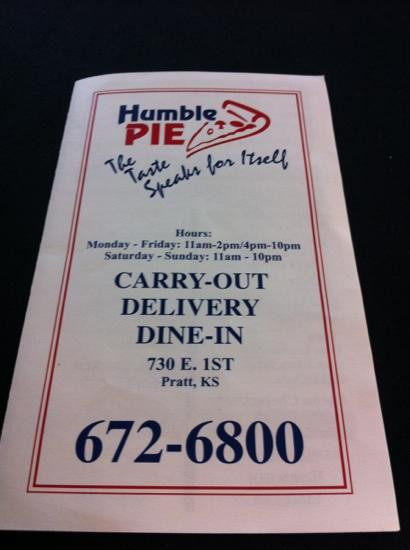 Humble
PIE
The Taste Speaks for Itself
Hours:
Monday - Friday: 11am-2pm/4pm-10pm
Saturday - Sunday: 11am - 10pm
CARRY-OUT
DELIVERY
DINE-IN
730 E. 1ST
Pratt, KS
672-6800